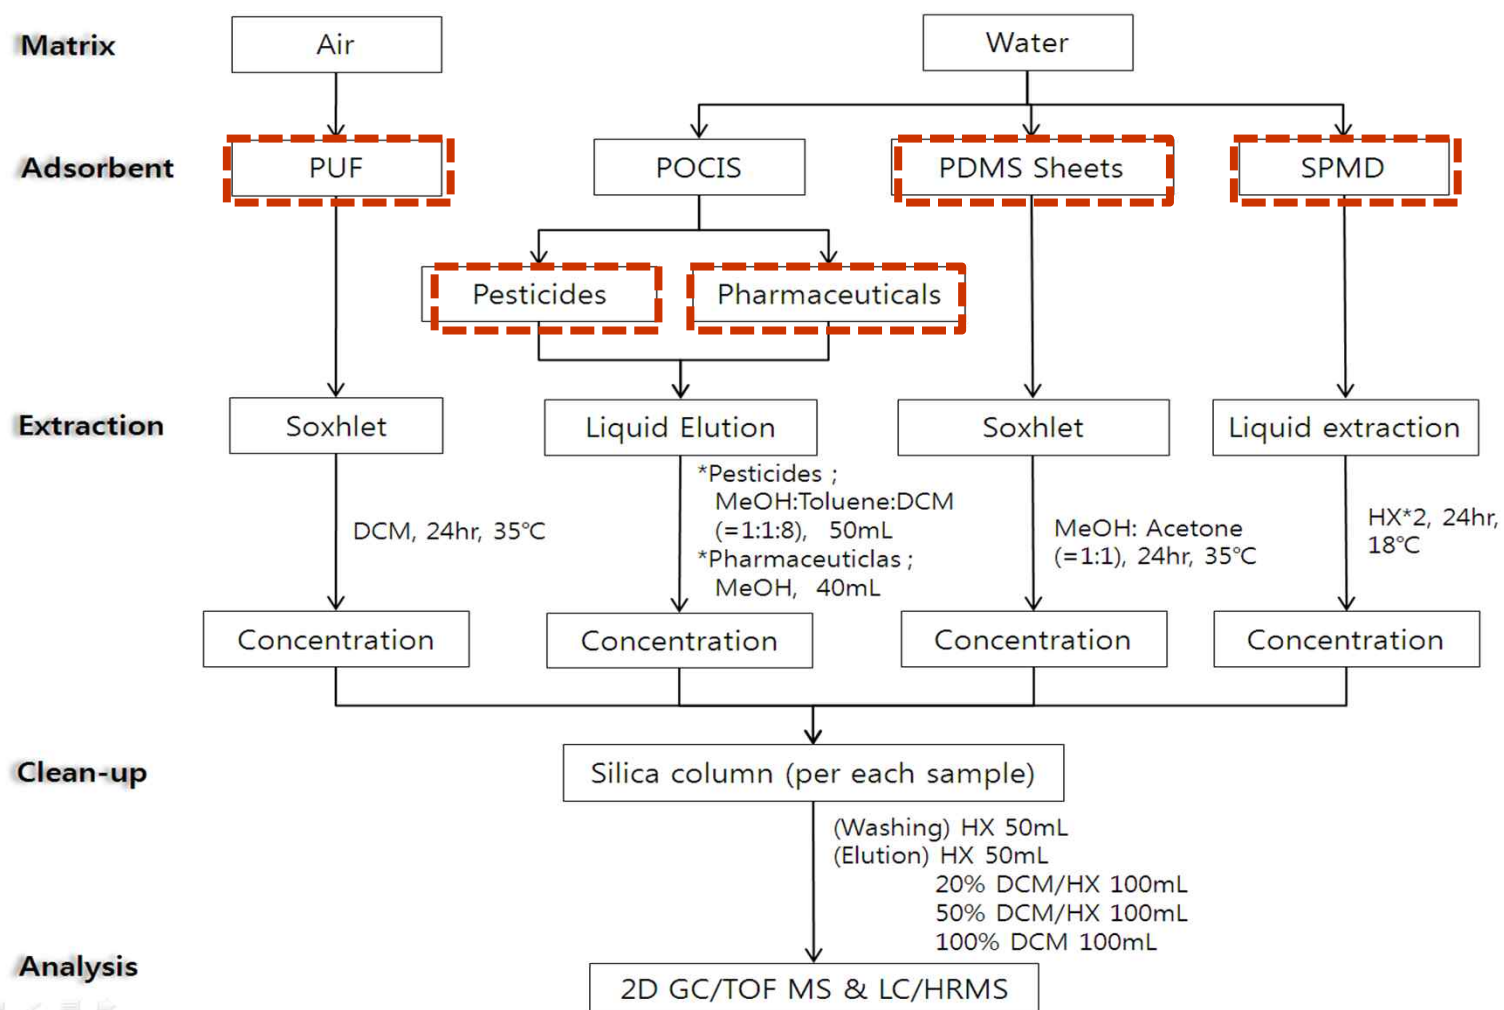 Matrix
Air
Water
Adsorbent
PUF
POCIS
PDMS Sheets
SPMD
Pesticides
Pharmaceuticals
Extraction
Soxhlet
Liquid Elution
Soxhlet
Liquid extraction
DCM, 24hr, 35℃
*Pesticides ;
MeOH:Toluene:DCM
(=1:1:8), 50mL
*Pharmaceuticlas ;
MeOH, 40mL
MeOH: Acetone
(=1:1), 24hr, 35℃
HX*2, 24hr,
18℃
Concentration
Concentration
Concentration
Concentration
Clean-up
Silica column (per each sample)
(Washing) HX 50mL
(Elution) HX 50mL
20% DCM/HX 100mL
50% DCM/HX 100mL
100% DCM 100mL
Analysis
2D GC/TOF MS & LC/HRMS